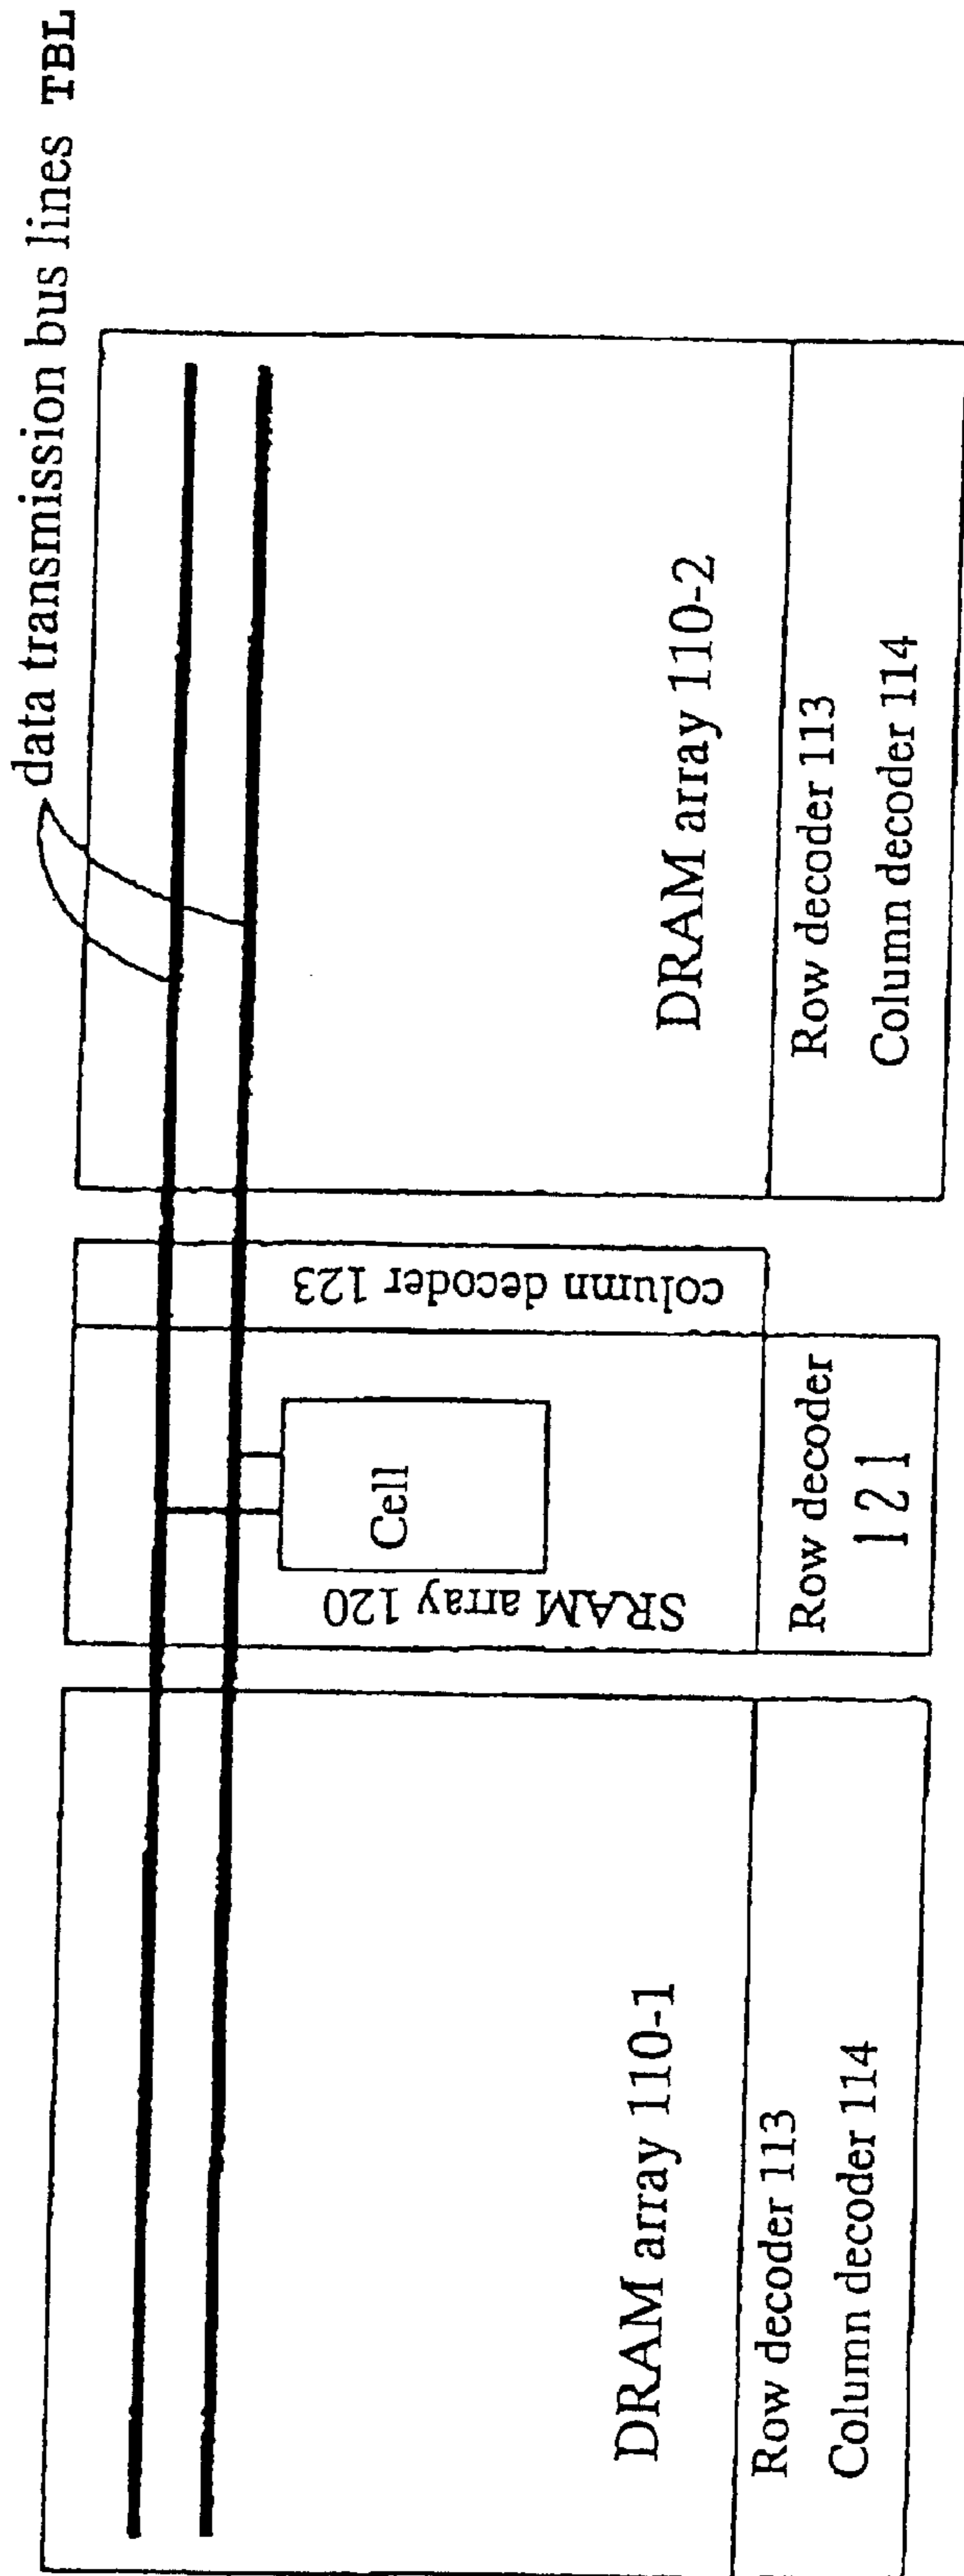 data transmission bus lines TBL
DRAM array 110-1
Row decoder 113
Column decoder 114
SRAM array 120
Cell
column decoder 123
Row decoder
121
DRAM array 110-2
Row decoder 113
Column decoder 114